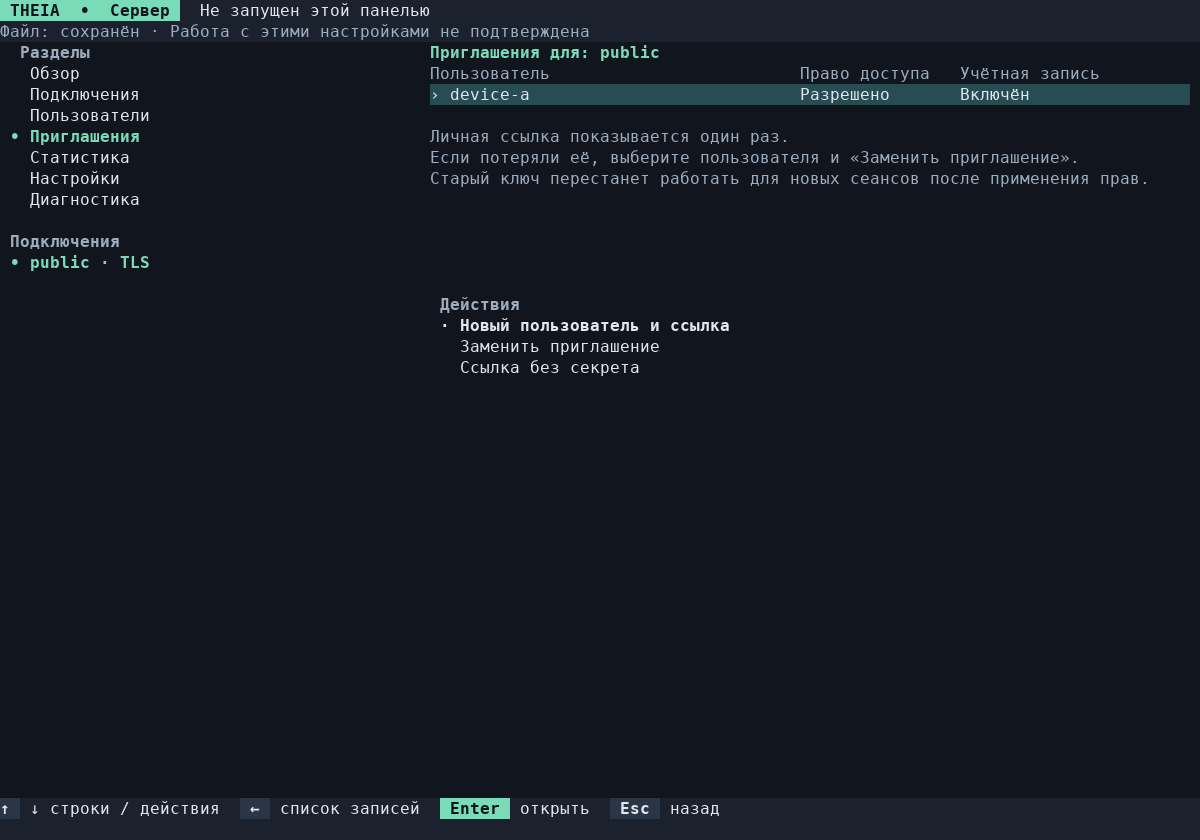 THEIA • Сервер Не запущен этой панелью
Файл: сохранён · Работа с этими настройками не подтверждена
Разделы
Обзор
Подключения
Пользователи
• Приглашения
Статистика
Настройки
Диагностика
Подключения
• public · TLS
Приглашения для: public
Пользователь Право доступа Учётная запись
› device-a Разрешено Включён
Личная ссылка показывается один раз.
Если потеряли её, выберите пользователя и «Заменить приглашение».
Старый ключ перестанет работать для новых сеансов после применения прав.
Действия
· Новый пользователь и ссылка
Заменить приглашение
Ссылка без секрета
↑ ↓ строки / действия ← список записей Enter открыть Esc назад